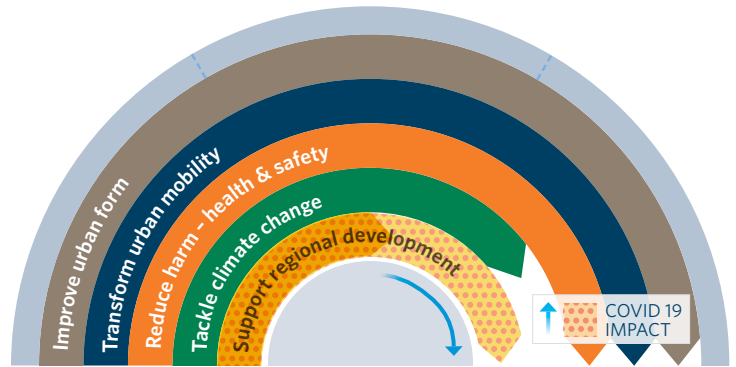 Improve urban form
Transform urban mobility
Reduce harm - health & safety
Tackle climate change
Support regional development
COVID 19
IMPACT